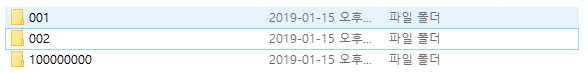 001 2019-01-15 오후... 파일 폴더
002 2019-01-15 오후... 파일 폴더
100000000 2019-01-15 오후... 파일 폴더